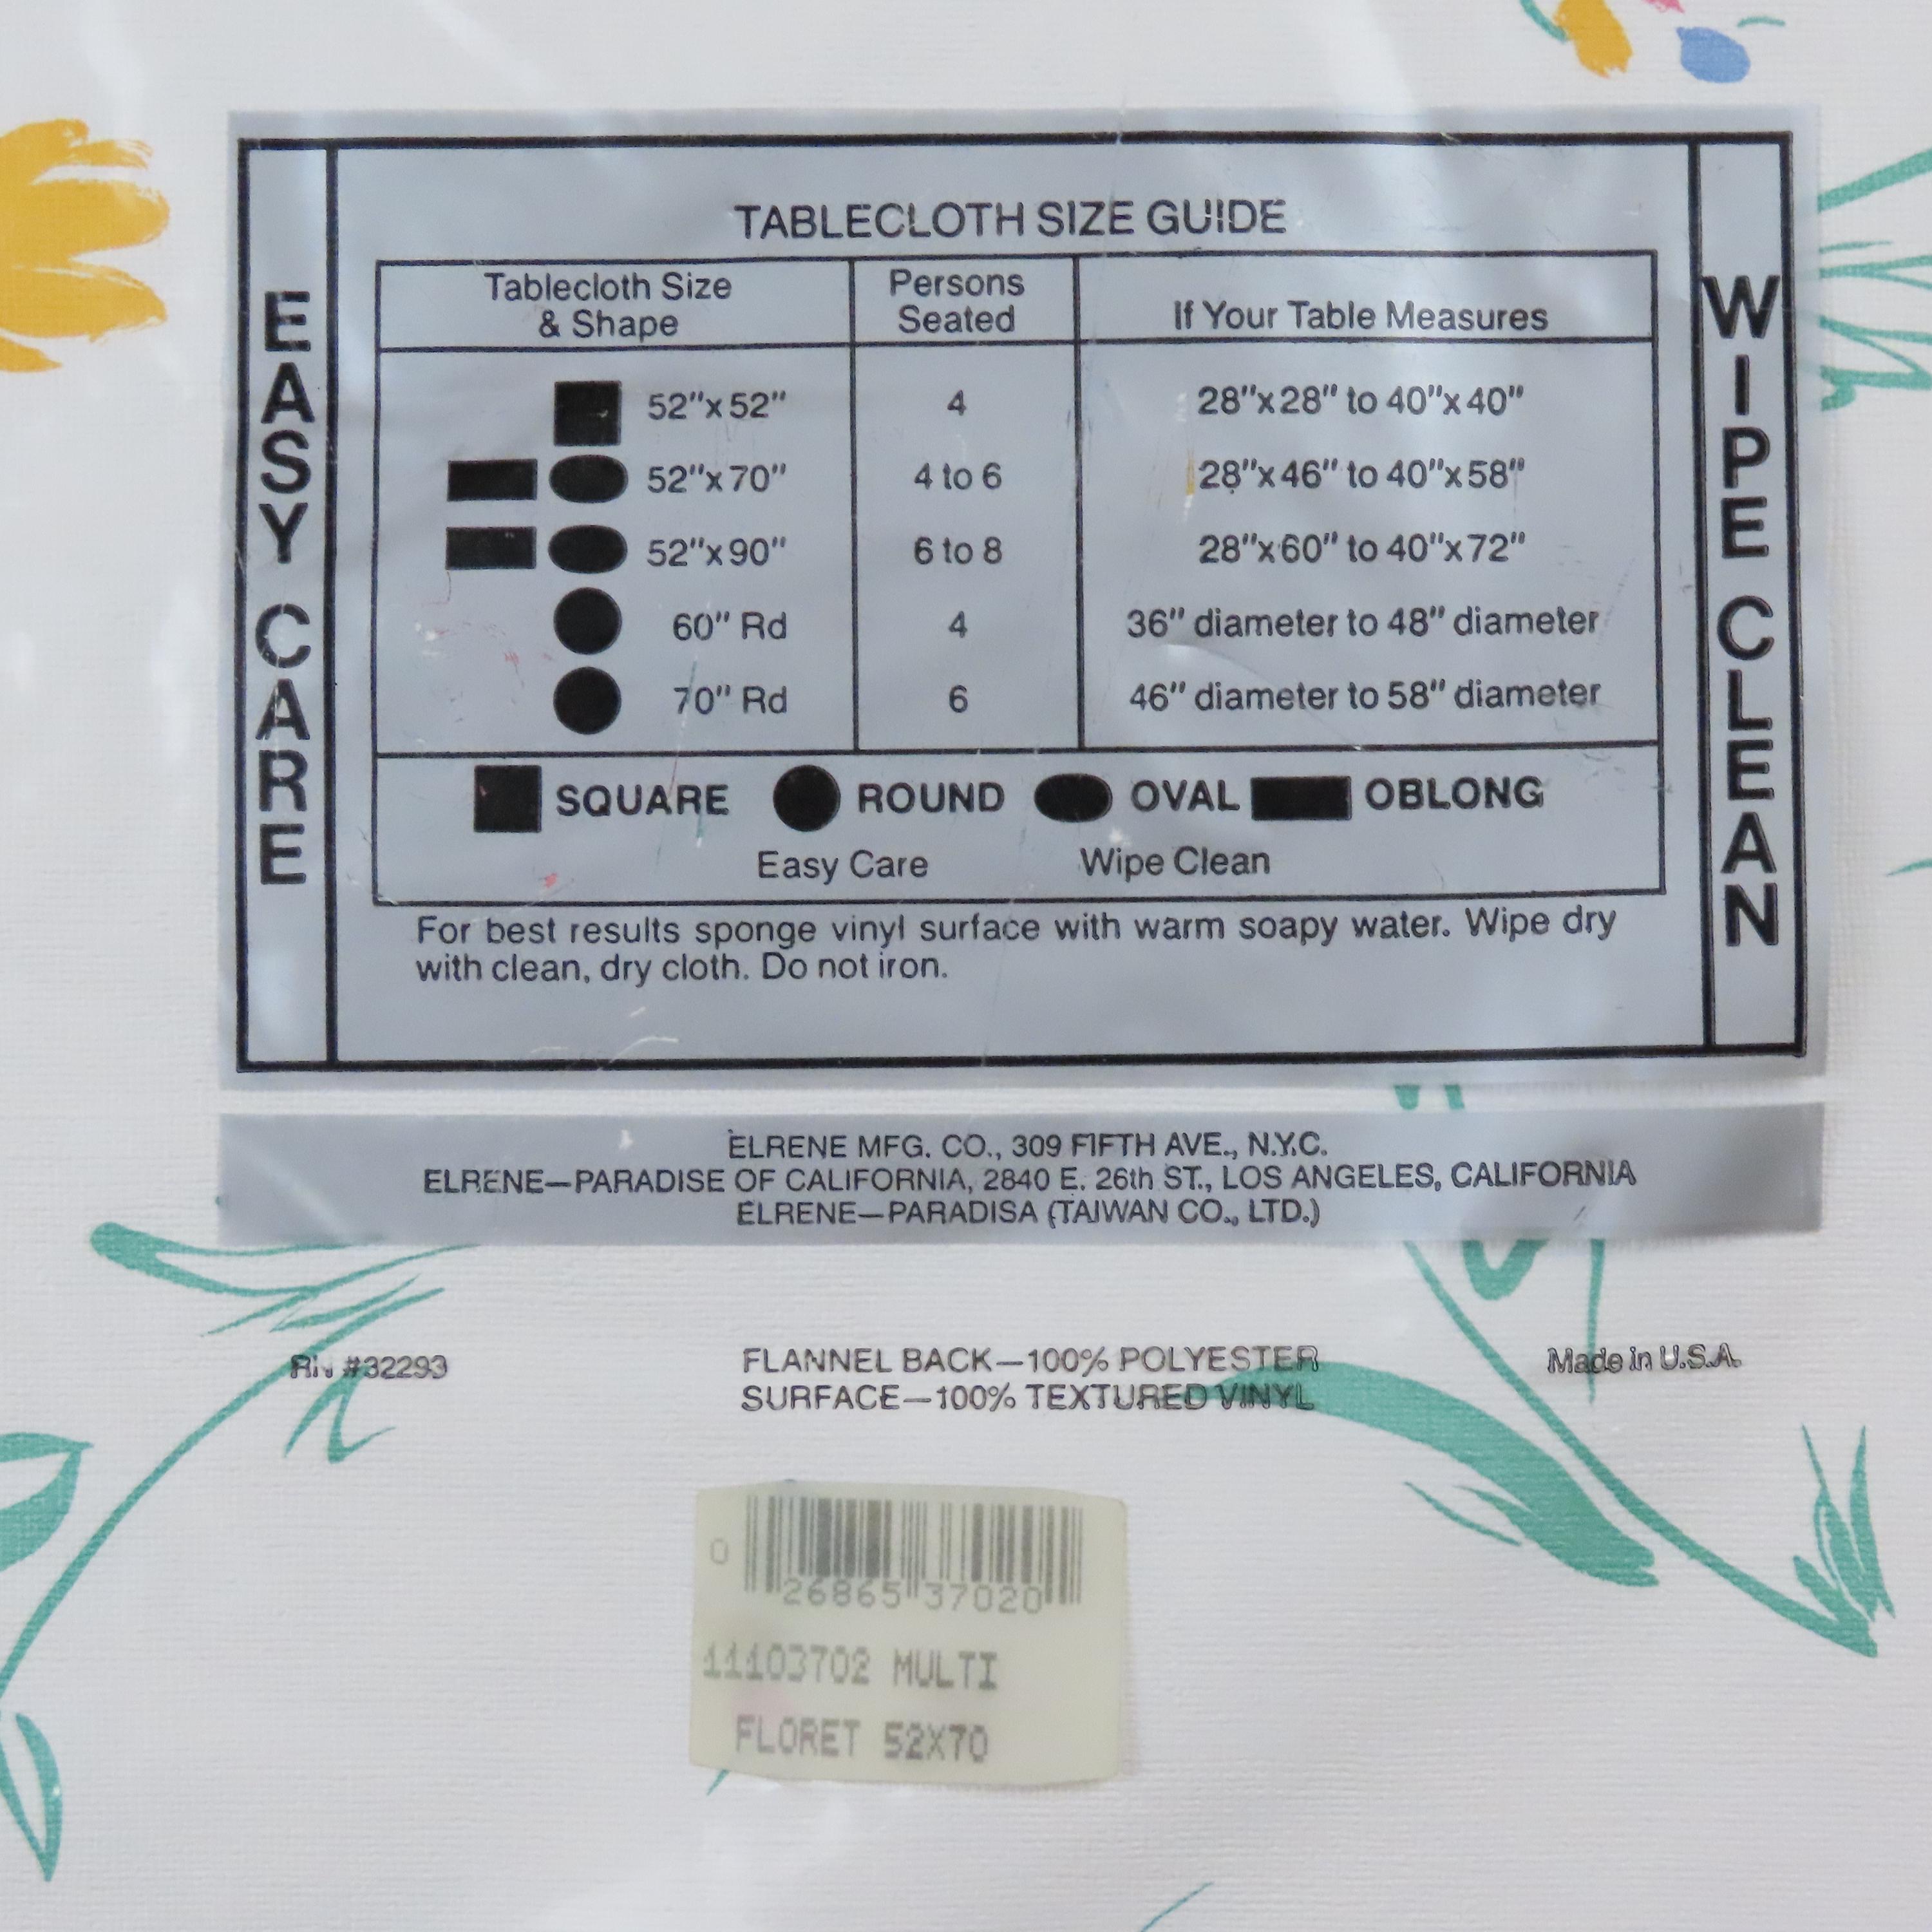 EASY CARE
WIPE CLEAN
TABLECLOTH SIZE GUIDE
Tablecloth Size
& Shape
Persons
Seated
If Your Table Measures
52"x52" 4 28"x28" to 40"x40"
52"x70" 4 to 6 28"x46" to 40"x58"
52"x90" 6 to 8 28"x60" to 40"x72"
60" Rd 4 36" diameter to 48" diameter
70" Rd 6 46" diameter to 58" diameter
SQUARE ROUND OVAL OBLONG
Easy Care Wipe Clean
For best results sponge vinyl surface with warm soapy water. Wipe dry
with clean, dry cloth. Do not iron.
ELRENE MFG. CO., 309 FIFTH AVE., N.Y.C.
ELRENE—PARADISE OF CALIFORNIA, 2840 E. 26th ST., LOS ANGELES, CALIFORNIA
ELRENE—PARADISA (TAIWAN CO., LTD.)
RN #32293
FLANNEL BACK—100% POLYESTER
SURFACE—100% TEXTURED VINYL
Made in U.S.A.
0 26865 37020
11103702 MULTI
FLORET 52X70